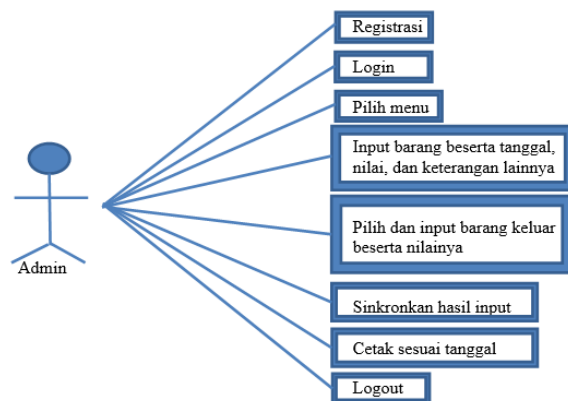 Registrasi
Login
Pilih menu
Input barang beserta tanggal,
nilai, dan keterangan lainnya
Pilih dan input barang keluar
beserta nilainya
Admin
Sinkronkan hasil input
Cetak sesuai tanggal
Logout